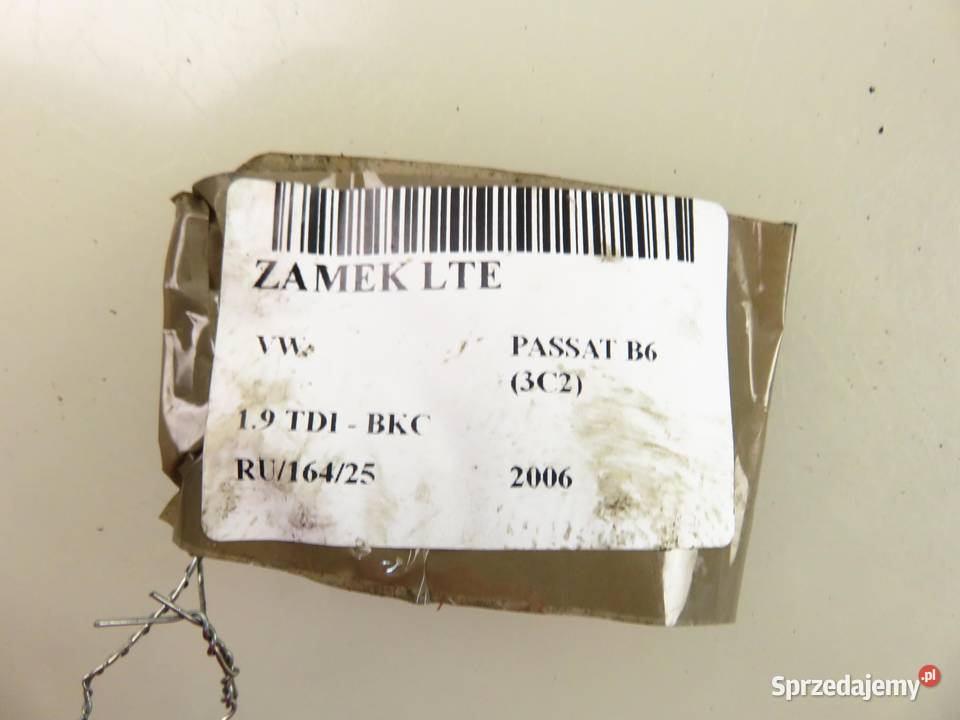 ZAMEK LTE
VW
PASSAT B6
(3C2)
1.9 TDI - BKC
RU/164/25
2006
Sprzedajemy.pl